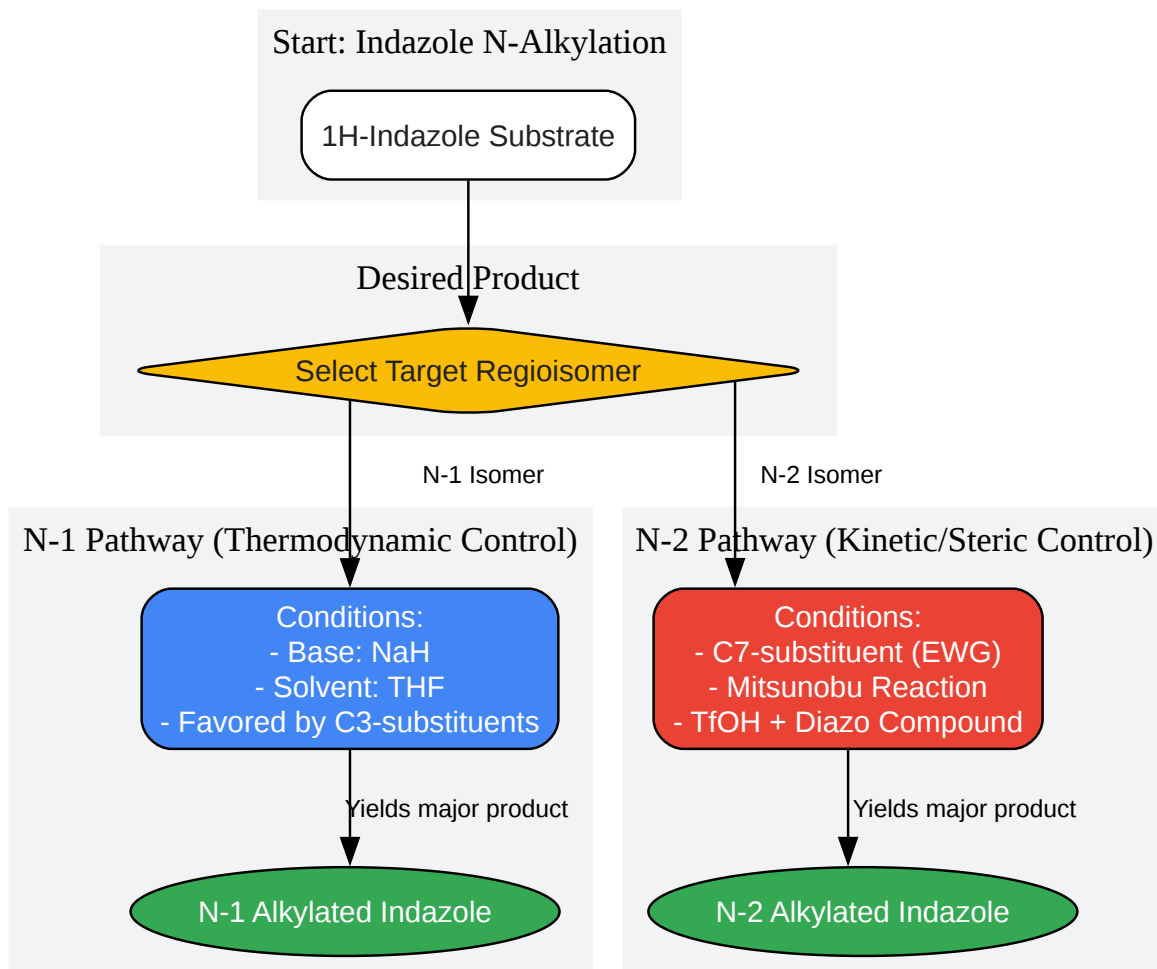 Start: Indazole N-Alkylation
1H-Indazole Substrate
Desired Product
Select Target Regioisomer
N-1 Isomer
N-2 Isomer
N-1 Pathway (Thermodynamic Control)
Conditions:
- Base: NaH
- Solvent: THF
- Favored by C3-substituents
Yields major product
N-1 Alkylated Indazole
N-2 Pathway (Kinetic/Steric Control)
Conditions:
- C7-substituent (EWG)
- Mitsunobu Reaction
- TfOH + Diazo Compound
Yields major product
N-2 Alkylated Indazole